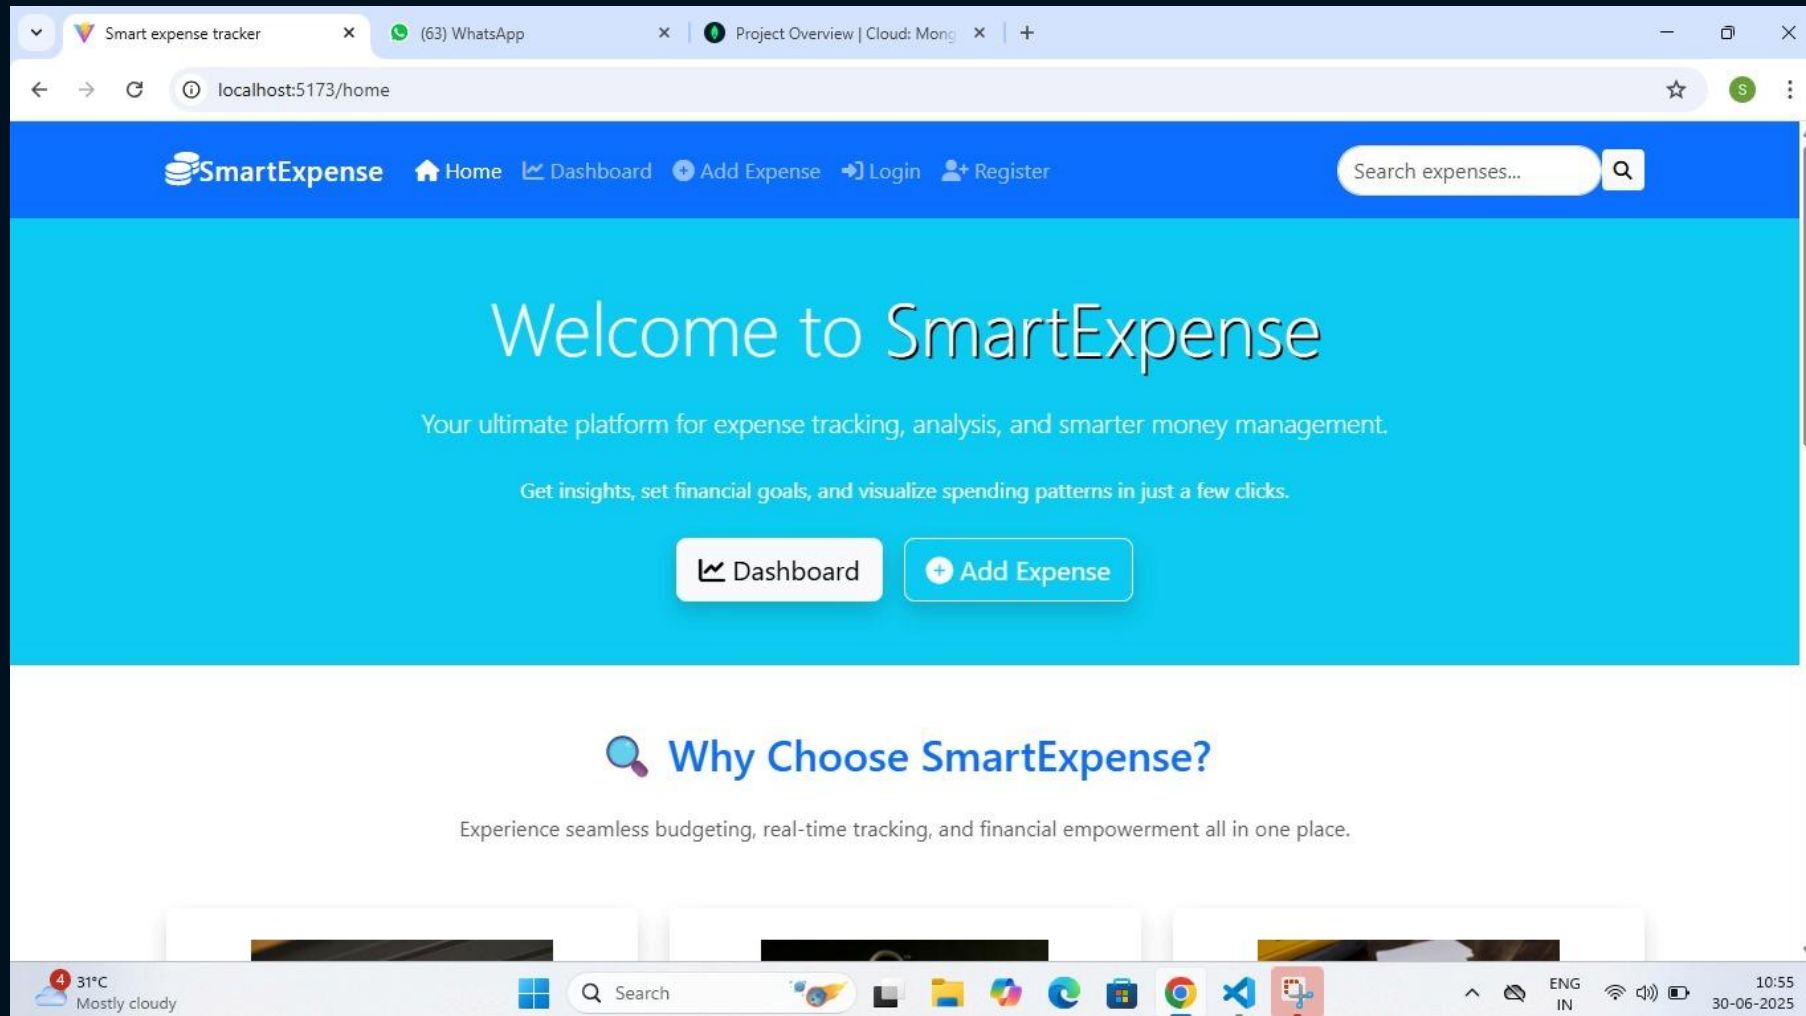 Smart expense tracker
(63) WhatsApp
Project Overview | Cloud: Mong
localhost:5173/home
SmartExpense Home Dashboard Add Expense Login Register Search expenses...
Welcome to SmartExpense
Your ultimate platform for expense tracking, analysis, and smarter money management.
Get insights, set financial goals, and visualize spending patterns in just a few clicks.
Dashboard Add Expense
Why Choose SmartExpense?
Experience seamless budgeting, real-time tracking, and financial empowerment all in one place.
4
31°C
Mostly cloudy
Search
ENG
IN
10:55
30-06-2025
S